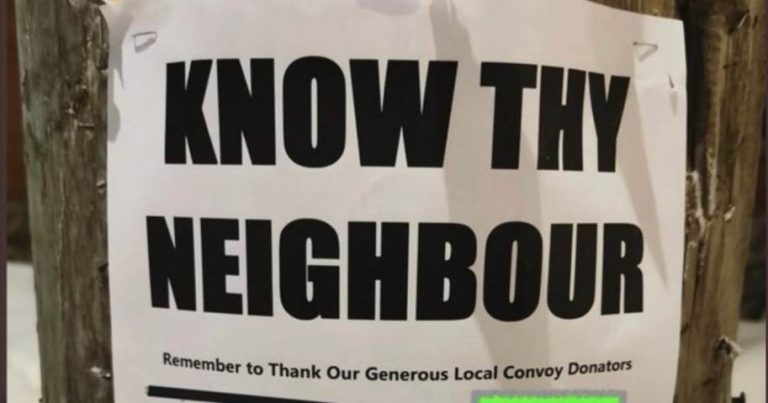 KNOW THY
NEIGHBOUR
Remember to Thank Our Generous Local Convoy Donators